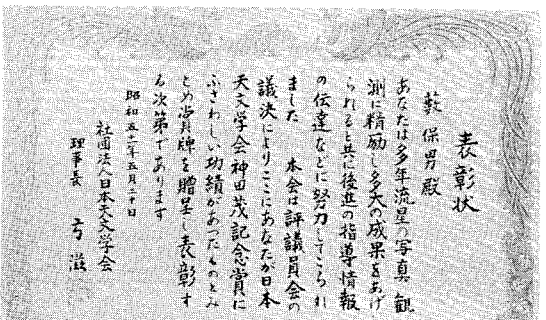 表彰状
藪保男殿
あなたは多年流星の写真観
測に精励し多大の成果をあげ
られると共に後進の指導情報
の伝達などに努力してこられ
ました 本会は評議員会の
議決によりここにあなたが日本
天文学会神田茂記念賞に
ふさわしい功績があったものとみ
とめ賞牌を贈呈し表彰す
る次第であります
昭和五十一年五月二十日
社団法人日本天文学会
理事長 弓滋